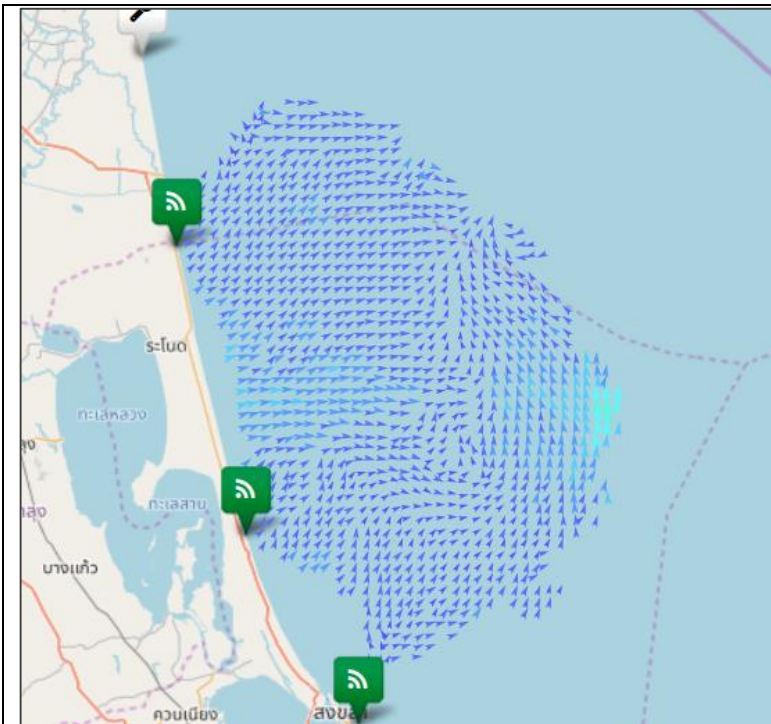 ระโนด
ทะเลหลวง
ทะเลสาบ
บางแก้ว
ควนเนียง